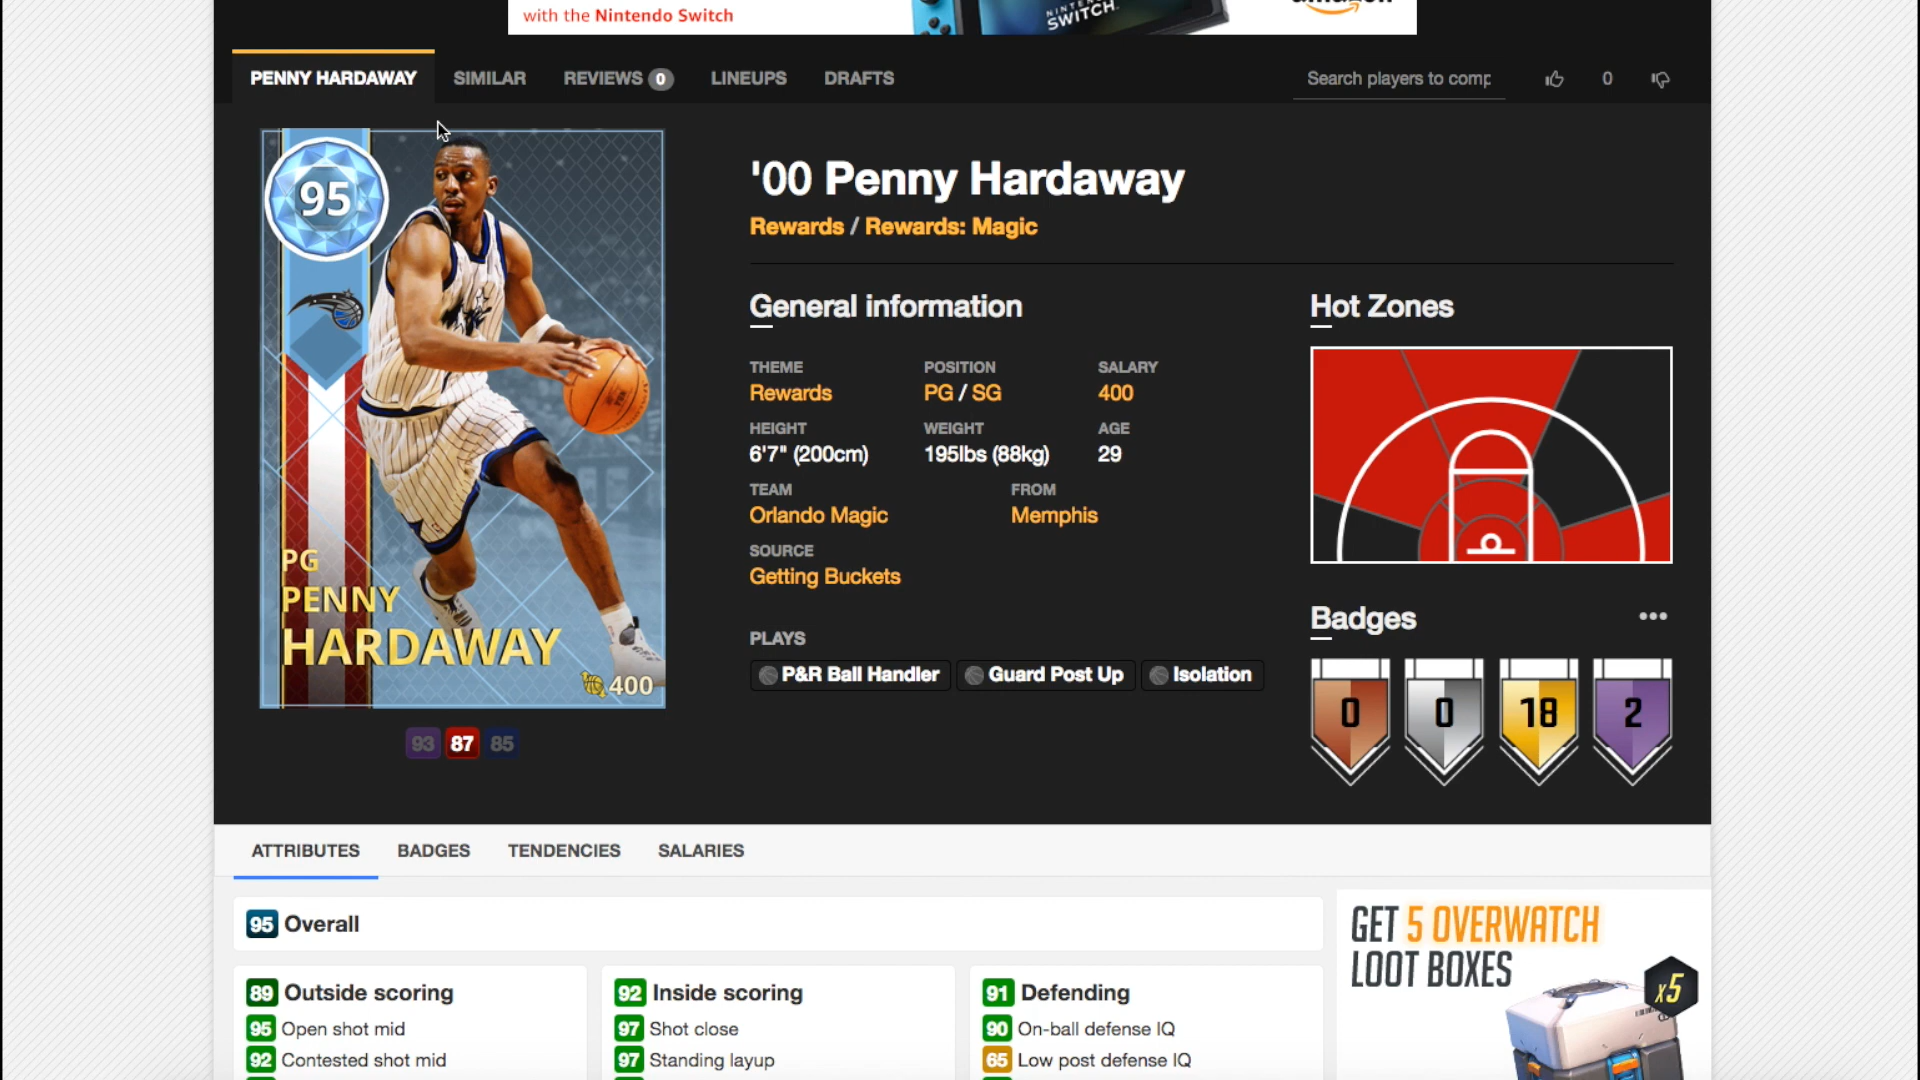 with the Nintendo Switch
NINTENDO
SWITCH.
PENNY HARDAWAY
SIMILAR
REVIEWS 0
LINEUPS
DRAFTS
Search players to comp
0
95
PG
PENNY
HARDAWAY
400
93 87 85
'00 Penny Hardaway
Rewards / Rewards: Magic
General information
THEME
POSITION
SALARY
Rewards
PG / SG
400
HEIGHT
WEIGHT
AGE
6'7" (200cm)
195lbs (88kg)
29
TEAM
FROM
Orlando Magic
Memphis
SOURCE
Getting Buckets
PLAYS
P&R Ball Handler
Guard Post Up
Isolation
Hot Zones
Badges
0 0 18 2
ATTRIBUTES
BADGES
TENDENCIES
SALARIES
95 Overall
89 Outside scoring
95 Open shot mid
92 Contested shot mid
92 Inside scoring
97 Shot close
97 Standing layup
91 Defending
90 On-ball defense IQ
65 Low post defense IQ
GET 5 OVERWATCH
LOOT BOXES
x5